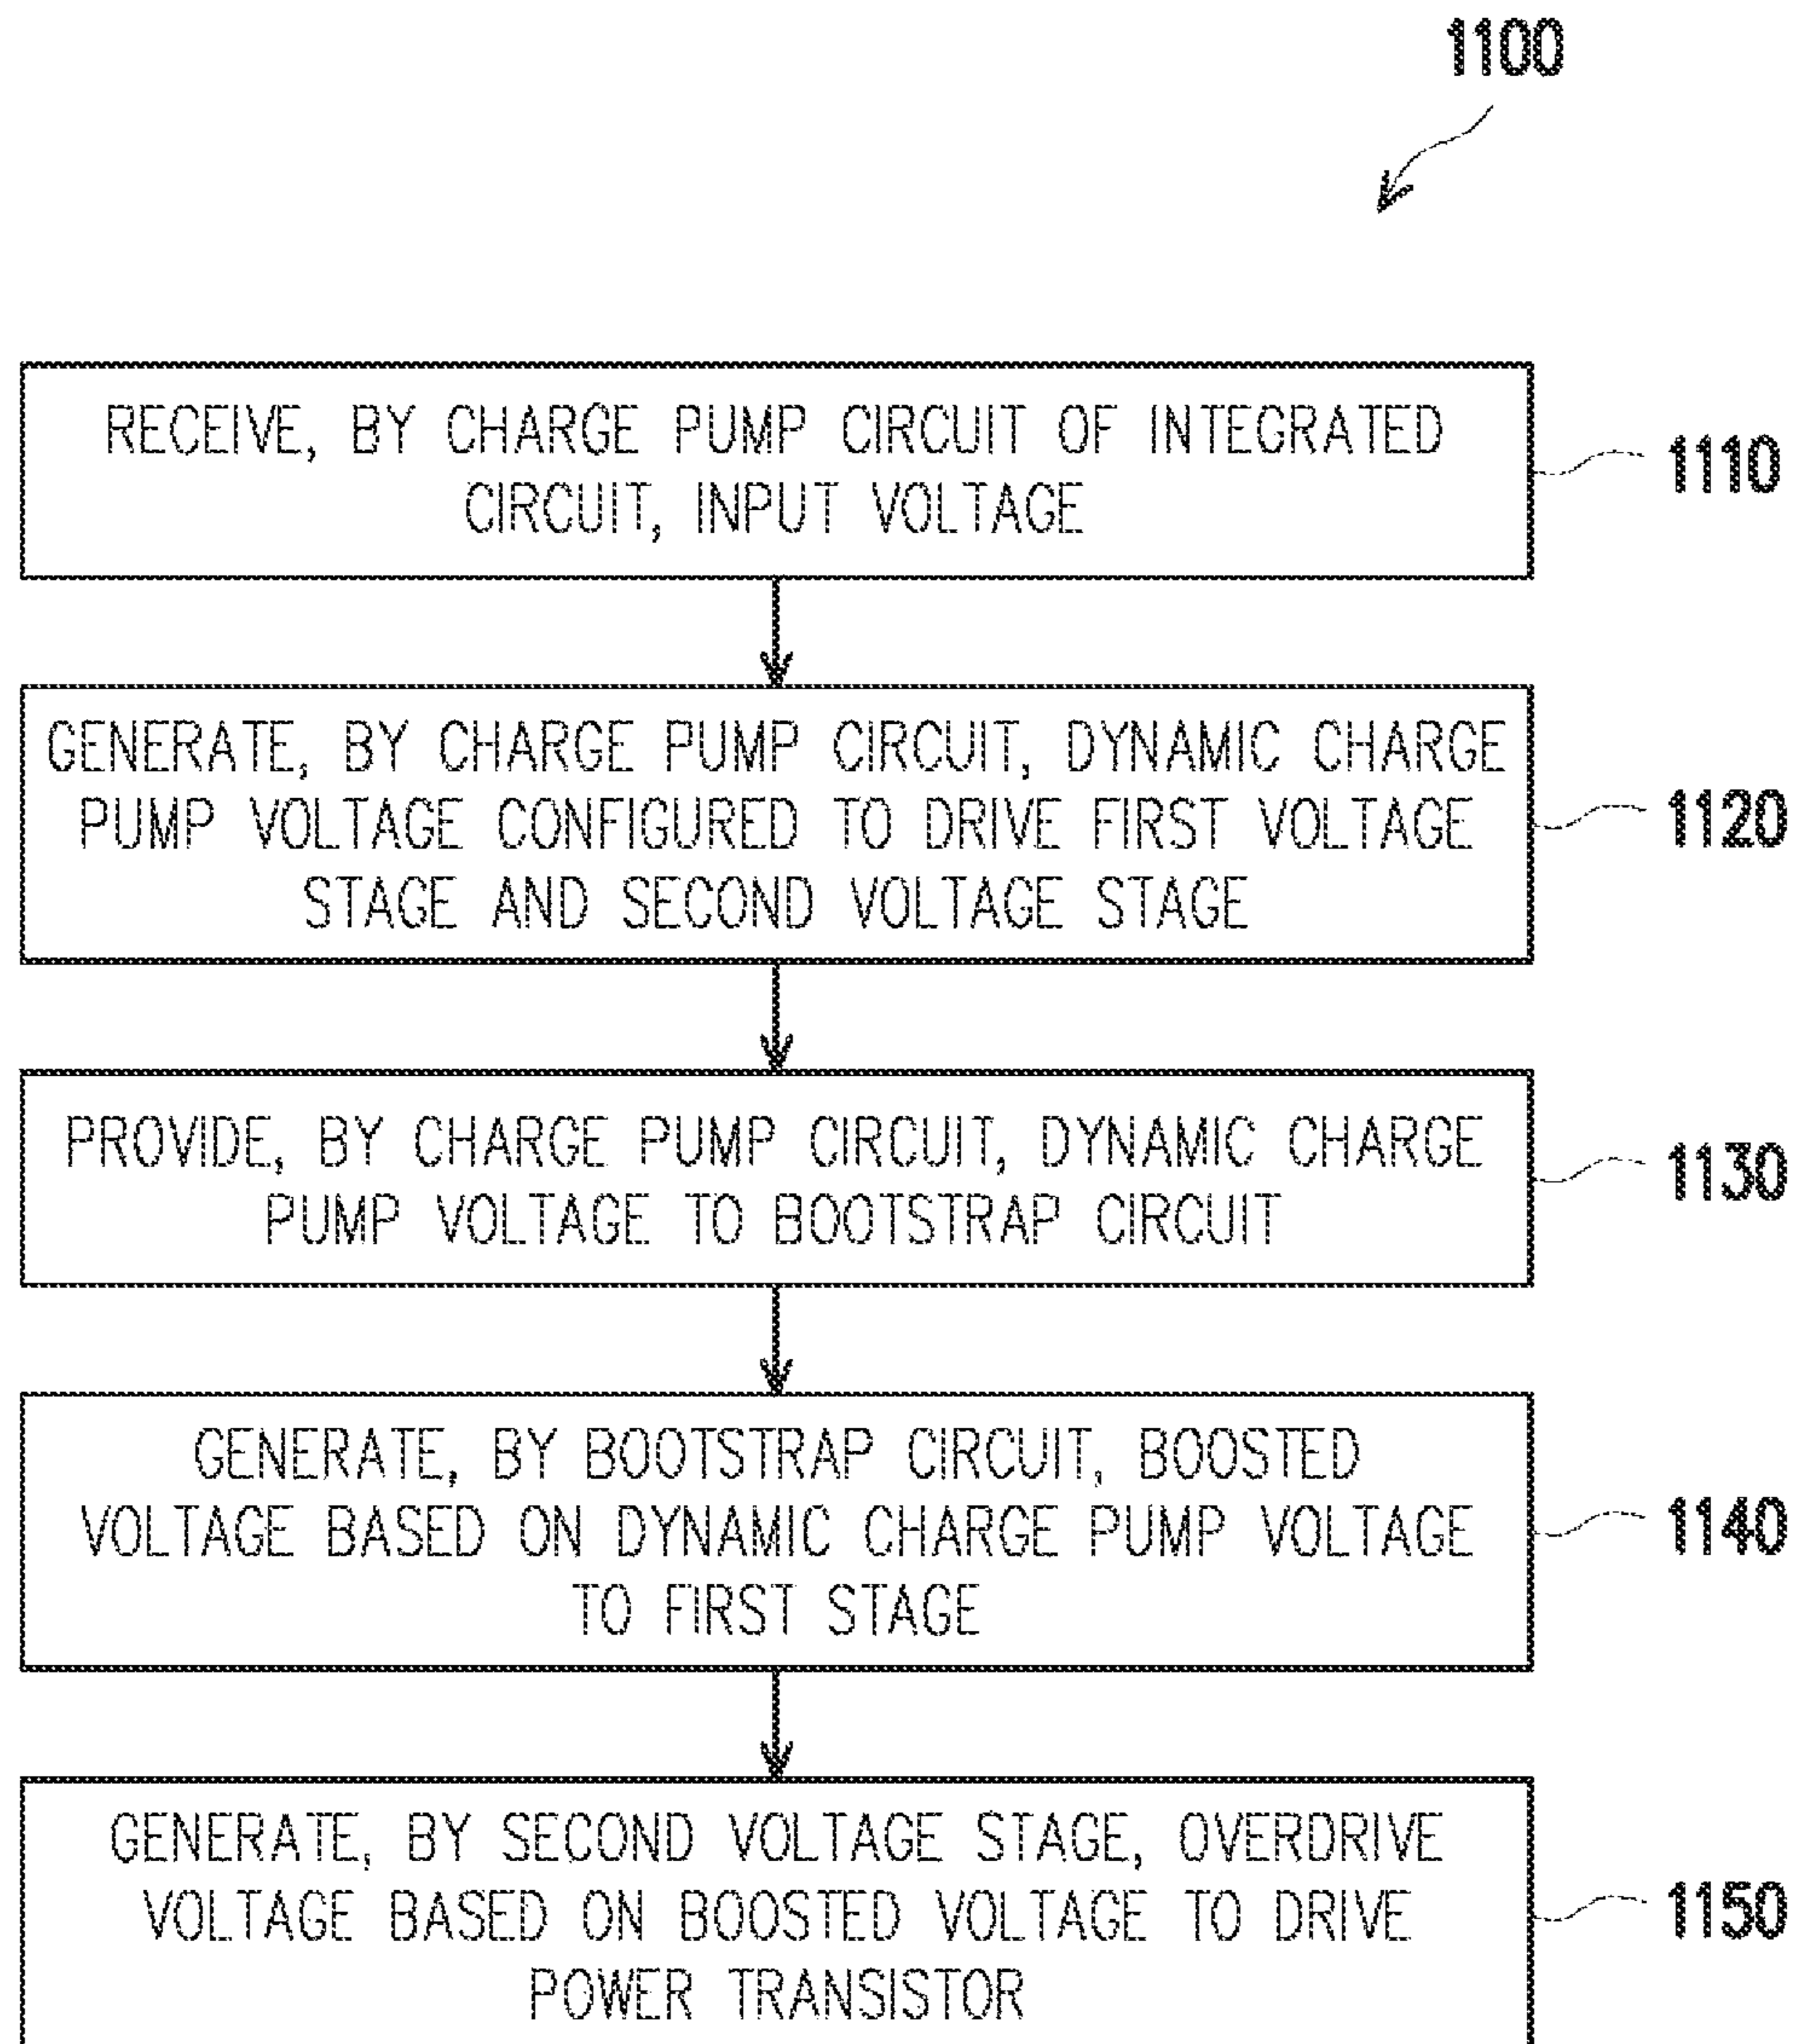 1100
RECEIVE, BY CHARGE PUMP CIRCUIT OF INTEGRATED
CIRCUIT, INPUT VOLTAGE
1110
GENERATE, BY CHARGE PUMP CIRCUIT, DYNAMIC CHARGE
PUMP VOLTAGE CONFIGURED TO DRIVE FIRST VOLTAGE
STAGE AND SECOND VOLTAGE STAGE
1120
PROVIDE, BY CHARGE PUMP CIRCUIT, DYNAMIC CHARGE
PUMP VOLTAGE TO BOOTSTRAP CIRCUIT
1130
GENERATE, BY BOOTSTRAP CIRCUIT, BOOSTED
VOLTAGE BASED ON DYNAMIC CHARGE PUMP VOLTAGE
TO FIRST STAGE
1140
GENERATE, BY SECOND VOLTAGE STAGE, OVERDRIVE
VOLTAGE BASED ON BOOSTED VOLTAGE TO DRIVE
POWER TRANSISTOR
1150